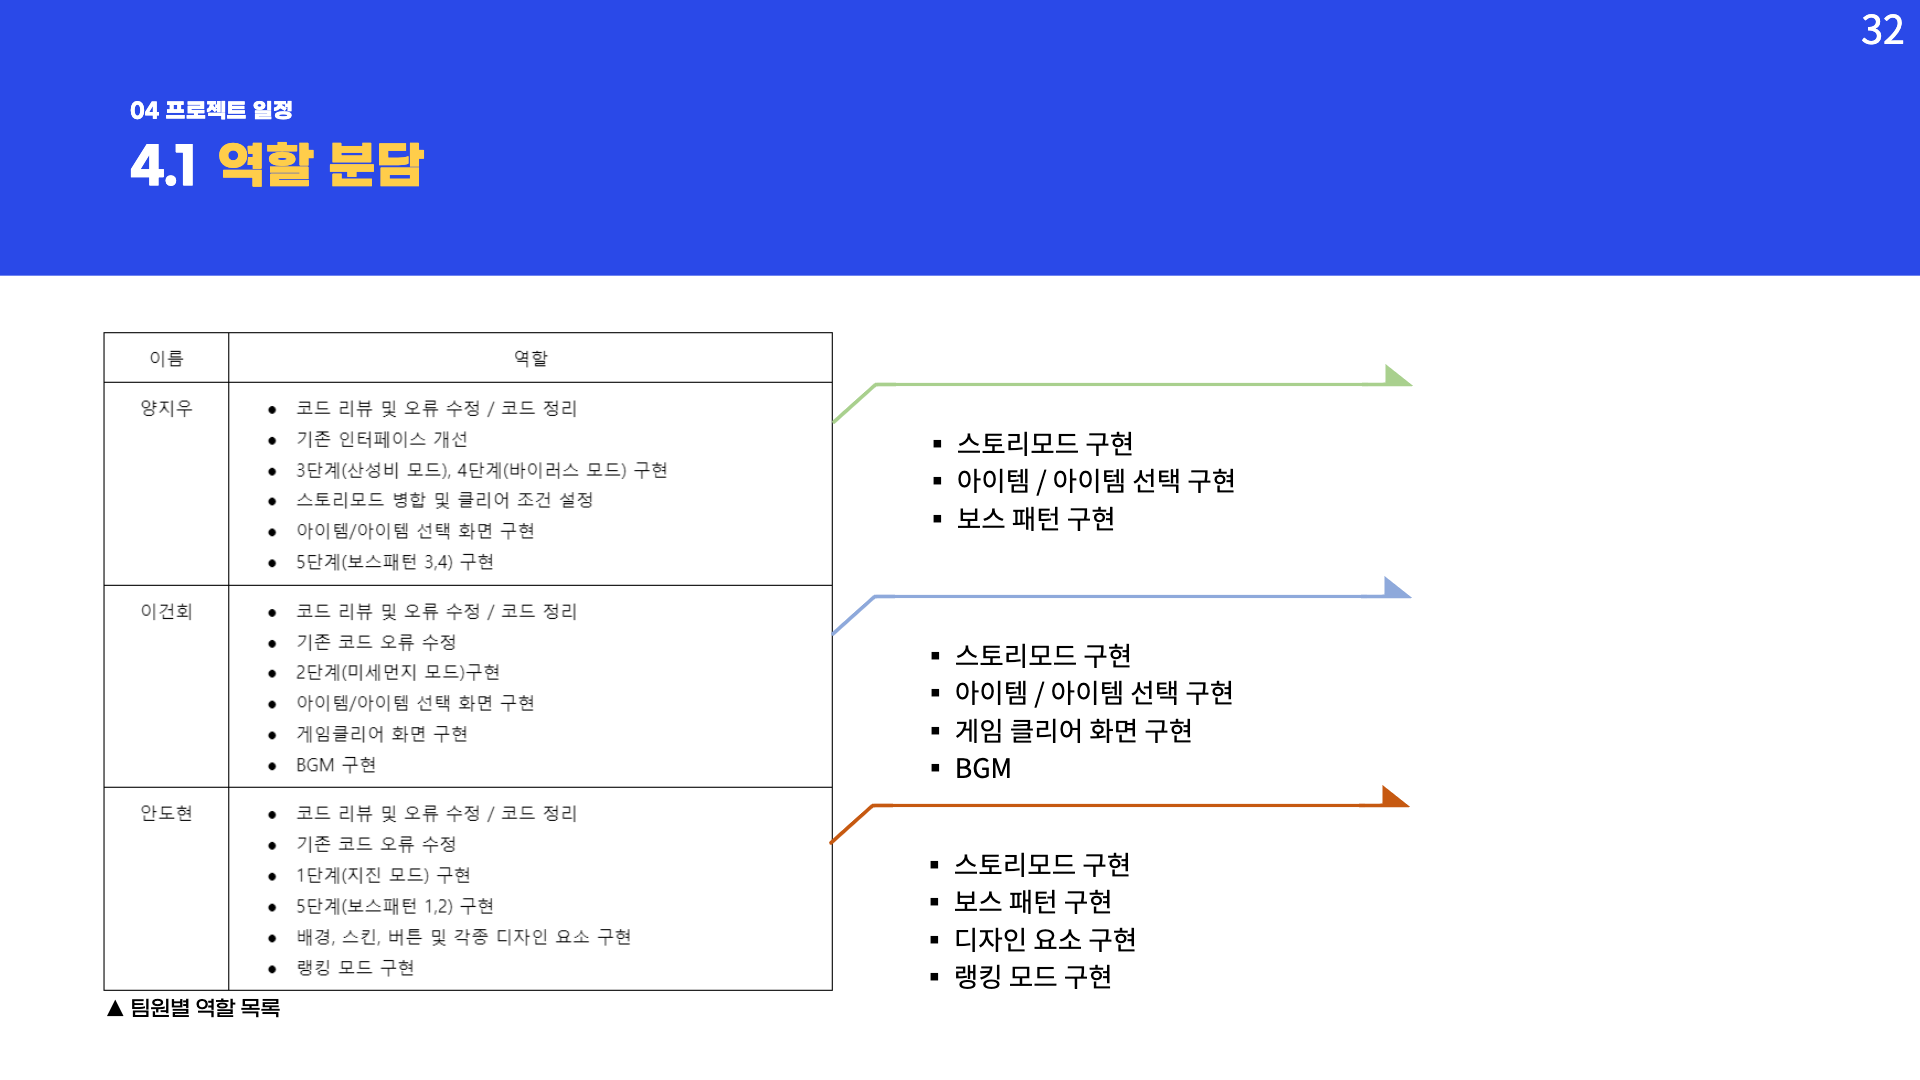 32
04 프로젝트 일정
4.1 역할 분담
이름 역할
양지우
● 코드 리뷰 및 오류 수정 / 코드 정리
● 기존 인터페이스 개선
● 3단계(산성비 모드), 4단계(바이러스 모드) 구현
● 스토리모드 병합 및 클리어 조건 설정
● 아이템/아이템 선택 화면 구현
● 5단계(보스패턴 3,4) 구현
이건회
● 코드 리뷰 및 오류 수정 / 코드 정리
● 기존 코드 오류 수정
● 2단계(미세먼지 모드)구현
● 아이템/아이템 선택 화면 구현
● 게임클리어 화면 구현
● BGM 구현
안도현
● 코드 리뷰 및 오류 수정 / 코드 정리
● 기존 코드 오류 수정
● 1단계(지진 모드) 구현
● 5단계(보스패턴 1,2) 구현
● 배경, 스킨, 버튼 및 각종 디자인 요소 구현
● 랭킹 모드 구현
▲ 팀원별 역할 목록
▪ 스토리모드 구현
▪ 아이템 / 아이템 선택 구현
▪ 보스 패턴 구현
▪ 스토리모드 구현
▪ 아이템 / 아이템 선택 구현
▪ 게임 클리어 화면 구현
▪ BGM
▪ 스토리모드 구현
▪ 보스 패턴 구현
▪ 디자인 요소 구현
▪ 랭킹 모드 구현